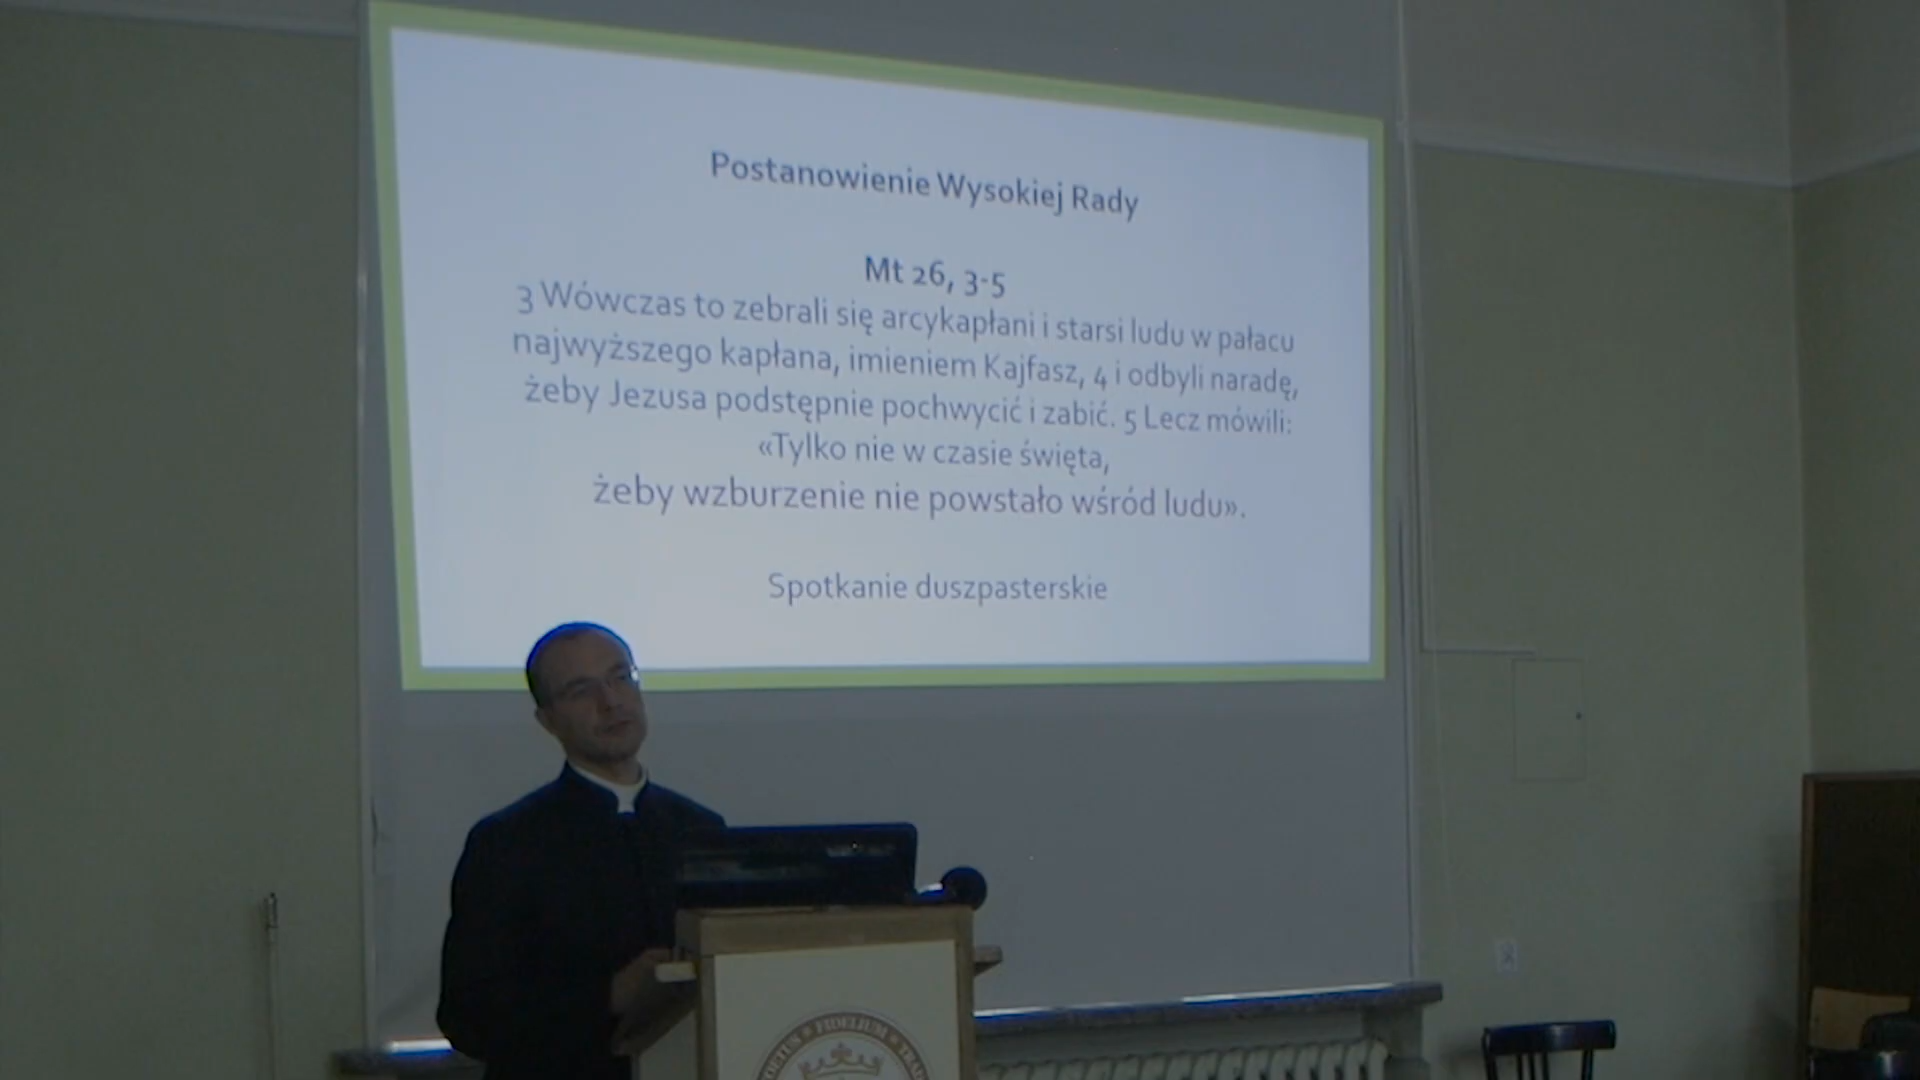 Postanowienie Wysokiej Rady
Mt 26, 3-5
3 Wówczas to zebrali się arcykapłani i starsi ludu w pałacu
najwyższego kapłana, imieniem Kajfasz, 4 i odbyli naradę,
żeby Jezusa podstępnie pochwycić i zabić. 5 Lecz mówili:
«Tylko nie w czasie święta,
żeby wzburzenie nie powstało wśród ludu».
Spotkanie duszpasterskie
FIDELIUM